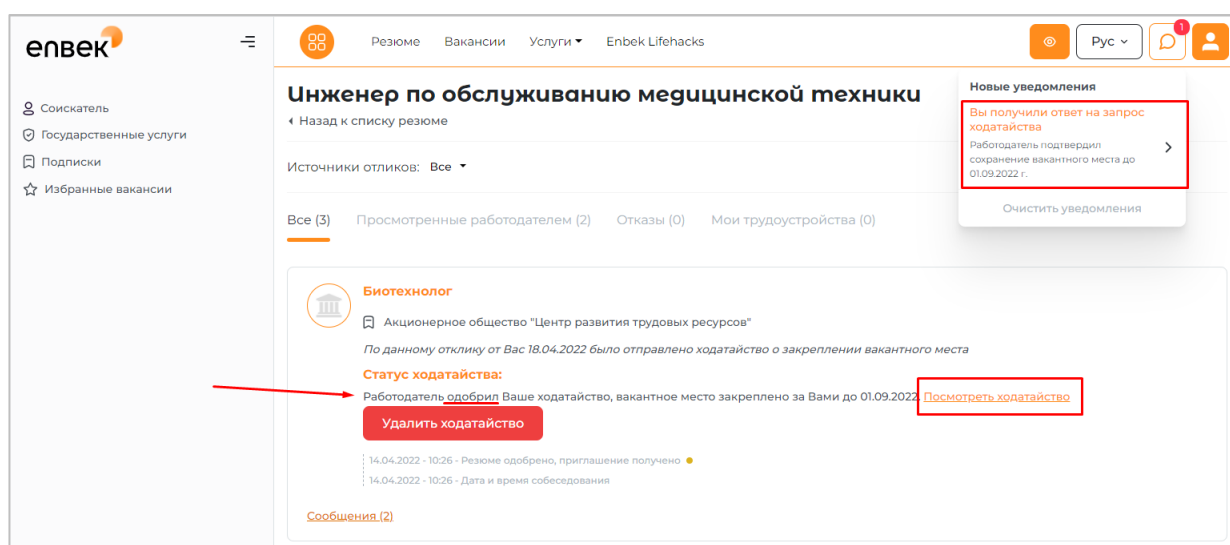 enbek
Резюме Вакансии Услуги Enbek Lifehacks
Рус
1
Соискатель
Государственные услуги
Подписки
Избранные вакансии
Инженер по обслуживанию медицинской техники
Назад к списку резюме
Источники откликов: Все
Новые уведомления
Вы получили ответ на запрос
ходатайства
Работодатель подтвердил
сохранение вакантного места до
01.09.2022 г.
Очистить уведомления
Все (3) Просмотренные работодателем (2) Отказы (0) Мои трудоустройства (0)
Биотехнолог
Акционерное общество "Центр развития трудовых ресурсов"
По данному отклику от Вас 18.04.2022 было отправлено ходатайство о закреплении вакантного места
Статус ходатайства:
Работодатель одобрил Ваше ходатайство, вакантное место закреплено за Вами до 01.09.2022. Посмотреть ходатайство
Удалить ходатайство
14.04.2022 - 10:26 - Резюме одобрено, приглашение получено
14.04.2022 - 10:26 - Дата и время собеседования
Сообщения (2)